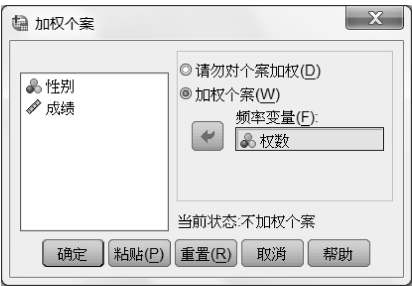 加权个案
性别
成绩
请勿对个案加权(D)
加权个案(W)
频率变量(F):
权数
当前状态:不加权个案
确定 粘贴(P) 重置(R) 取消 帮助